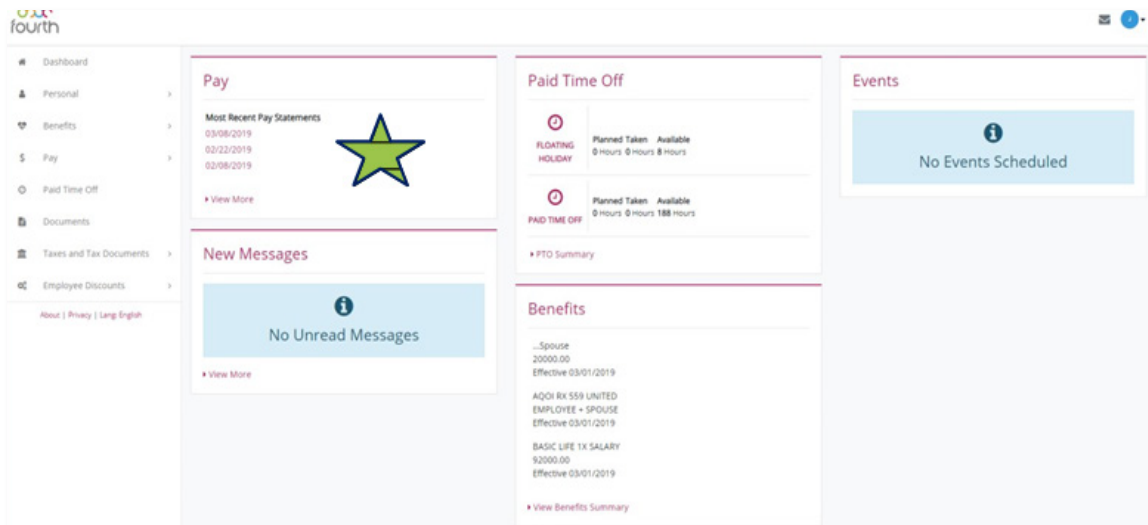 fourth
Dashboard
Personal
Benefits
Pay
Paid Time Off
Documents
Taxes and Tax Documents
Employee Discounts
About | Privacy | Lang: English
Pay
Most Recent Pay Statements
03/08/2019
02/22/2019
02/08/2019
View More
New Messages
No Unread Messages
View More
Paid Time Off
FLOATING HOLIDAY
Planned Taken Available
0 Hours 0 Hours 8 Hours
PAID TIME OFF
Planned Taken Available
0 Hours 0 Hours 188 Hours
PTO Summary
Benefits
...Spouse
20000.00
Effective 03/01/2019
AQOI RX 559 UNITED
EMPLOYEE + SPOUSE
Effective 03/01/2019
BASIC LIFE 1X SALARY
92000.00
Effective 03/01/2019
View Benefits Summary
Events
No Events Scheduled